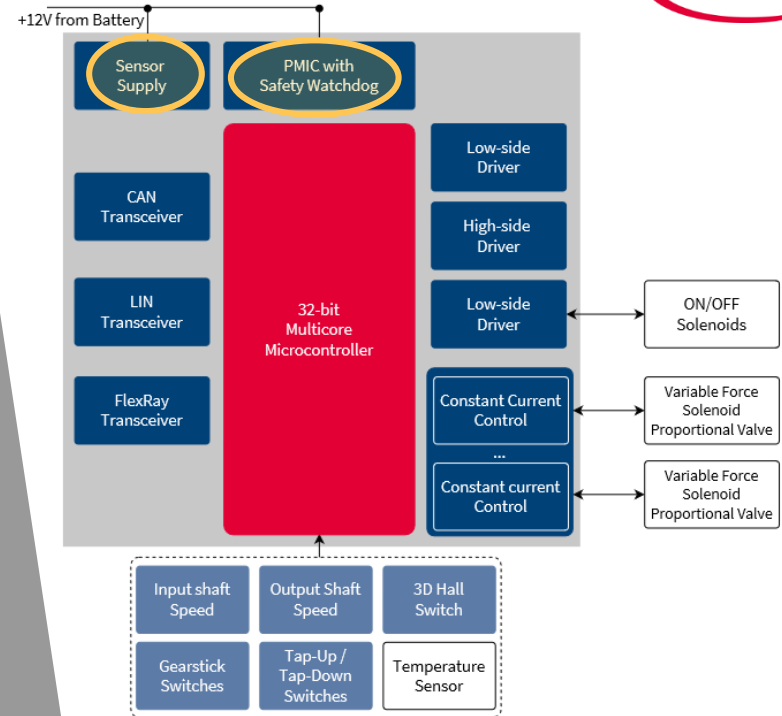 +12V from Battery
Sensor
Supply
PMIC with
Safety Watchdog
Low-side
Driver
CAN
Transceiver
High-side
Driver
LIN
Transceiver
32-bit
Multicore
Microcontroller
Low-side
Driver
ON/OFF
Solenoids
FlexRay
Transceiver
Constant Current
Control
Variable Force
Solenoid
Proportional Valve
...
Constant current
Control
Variable Force
Solenoid
Proportional Valve
Input shaft
Speed
Output Shaft
Speed
3D Hall
Switch
Gearstick
Switches
Tap-Up /
Tap-Down
Switches
Temperature
Sensor